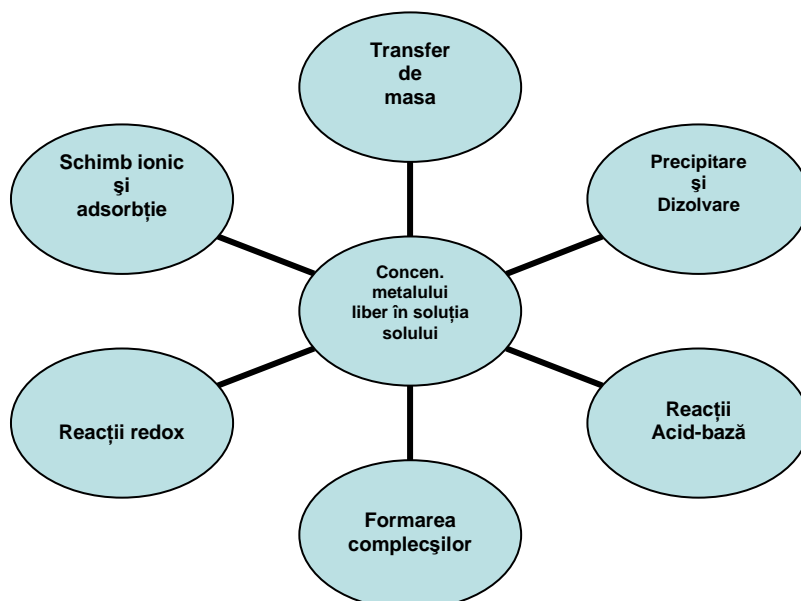 Transfer
de
masa
Schimb ionic
şi
adsorbție
Precipitare
şi
Dizolvare
Concen.
metalului
liber în soluția
solului
Reacții redox
Reacții
Acid-bază
Formarea
complecşilor